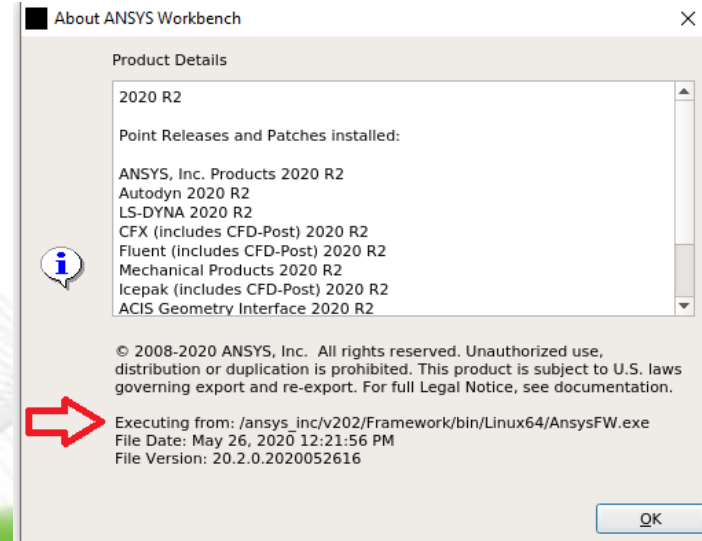 About ANSYS Workbench
Product Details
2020 R2
Point Releases and Patches installed:
ANSYS, Inc. Products 2020 R2
Autodyn 2020 R2
LS-DYNA 2020 R2
CFX (includes CFD-Post) 2020 R2
Fluent (includes CFD-Post) 2020 R2
Mechanical Products 2020 R2
Icepak (includes CFD-Post) 2020 R2
ACIS Geometry Interface 2020 R2
© 2008-2020 ANSYS, Inc. All rights reserved. Unauthorized use,
distribution or duplication is prohibited. This product is subject to U.S. laws
governing export and re-export. For full Legal Notice, see documentation.
Executing from: /ansys_inc/v202/Framework/bin/Linux64/AnsysFW.exe
File Date: May 26, 2020 12:21:56 PM
File Version: 20.2.0.2020052616
OK